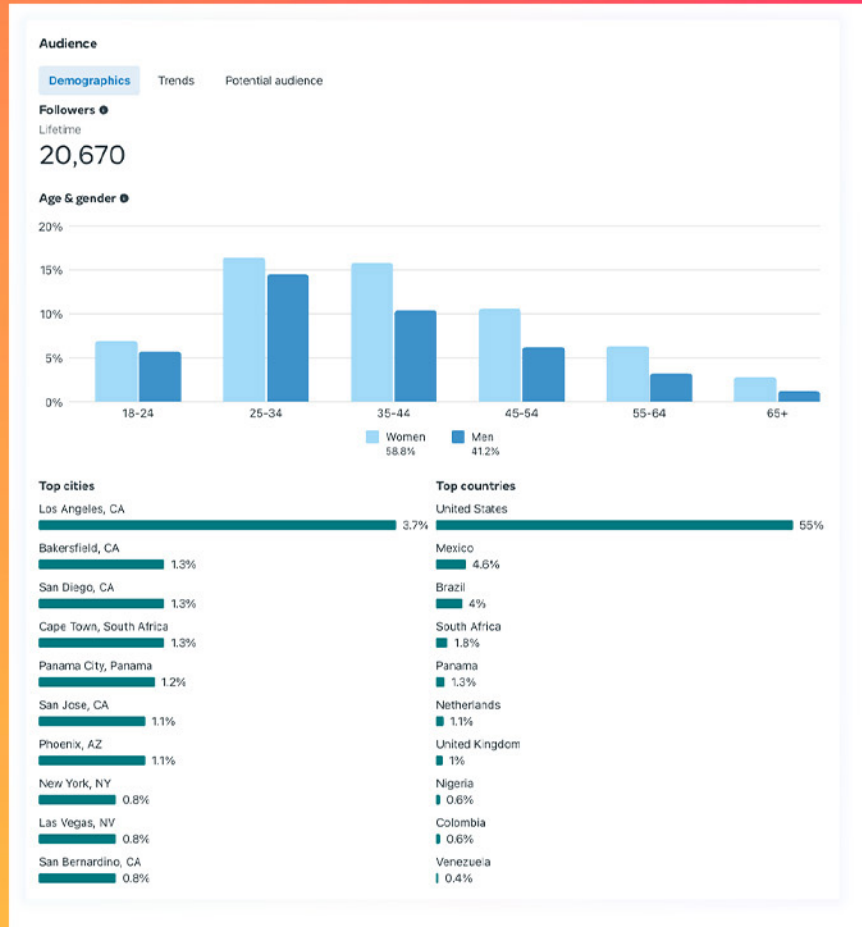 Audience
Demographics Trends Potential audience
Followers
Lifetime
20,670
Age & gender
20%
15%
10%
5%
0%
18-24 25-34 35-44 45-54 55-64 65+
Women Men
58.8% 41.2%
Top cities
Los Angeles, CA
3.7%
Bakersfield, CA
1.3%
San Diego, CA
1.3%
Cape Town, South Africa
1.3%
Panama City, Panama
1.2%
San Jose, CA
1.1%
Phoenix, AZ
1.1%
New York, NY
0.8%
Las Vegas, NV
0.8%
San Bernardino, CA
0.8%
Top countries
United States
55%
Mexico
4.6%
Brazil
4%
South Africa
1.8%
Panama
1.3%
Netherlands
1.1%
United Kingdom
1%
Nigeria
0.6%
Colombia
0.6%
Venezuela
0.4%